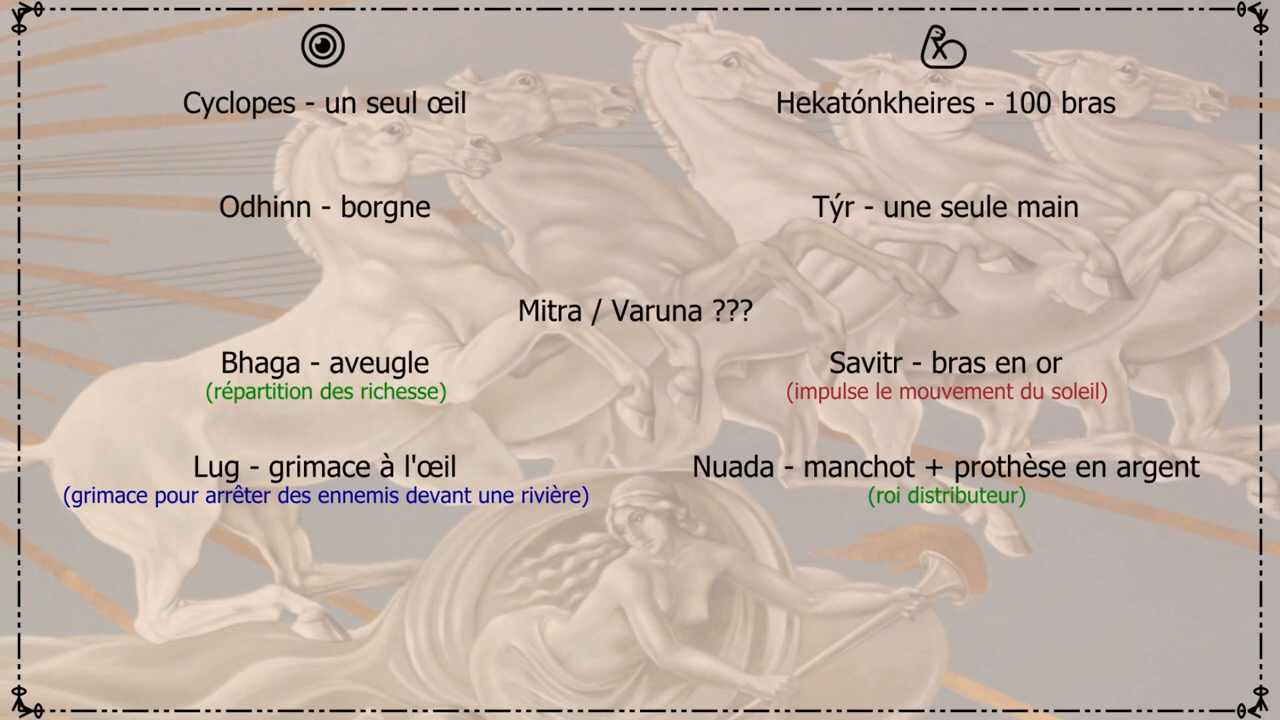 Cyclopes - un seul œil
Hekatónkheires - 100 bras
Odhinn - borgne
Týr - une seule main
Mitra / Varuna ???
Bhaga - aveugle
(répartition des richesse)
Savitr - bras en or
(impulse le mouvement du soleil)
Lug - grimace à l'œil
(grimace pour arrêter des ennemis devant une rivière)
Nuada - manchot + prothèse en argent
(roi distributeur)